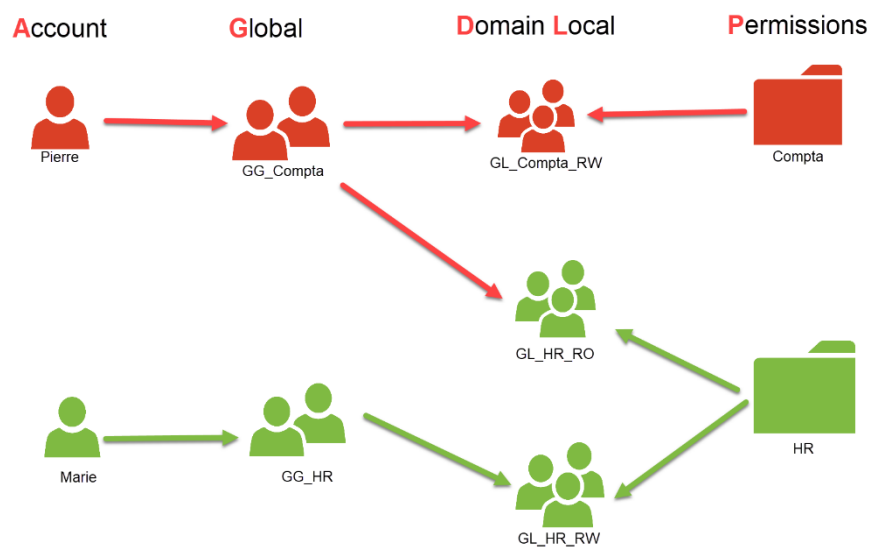 Account
Global
Domain Local
Permissions
Pierre
GG_Compta
GL_Compta_RW
Compta
GL_HR_RO
Marie
GG_HR
GL_HR_RW
HR